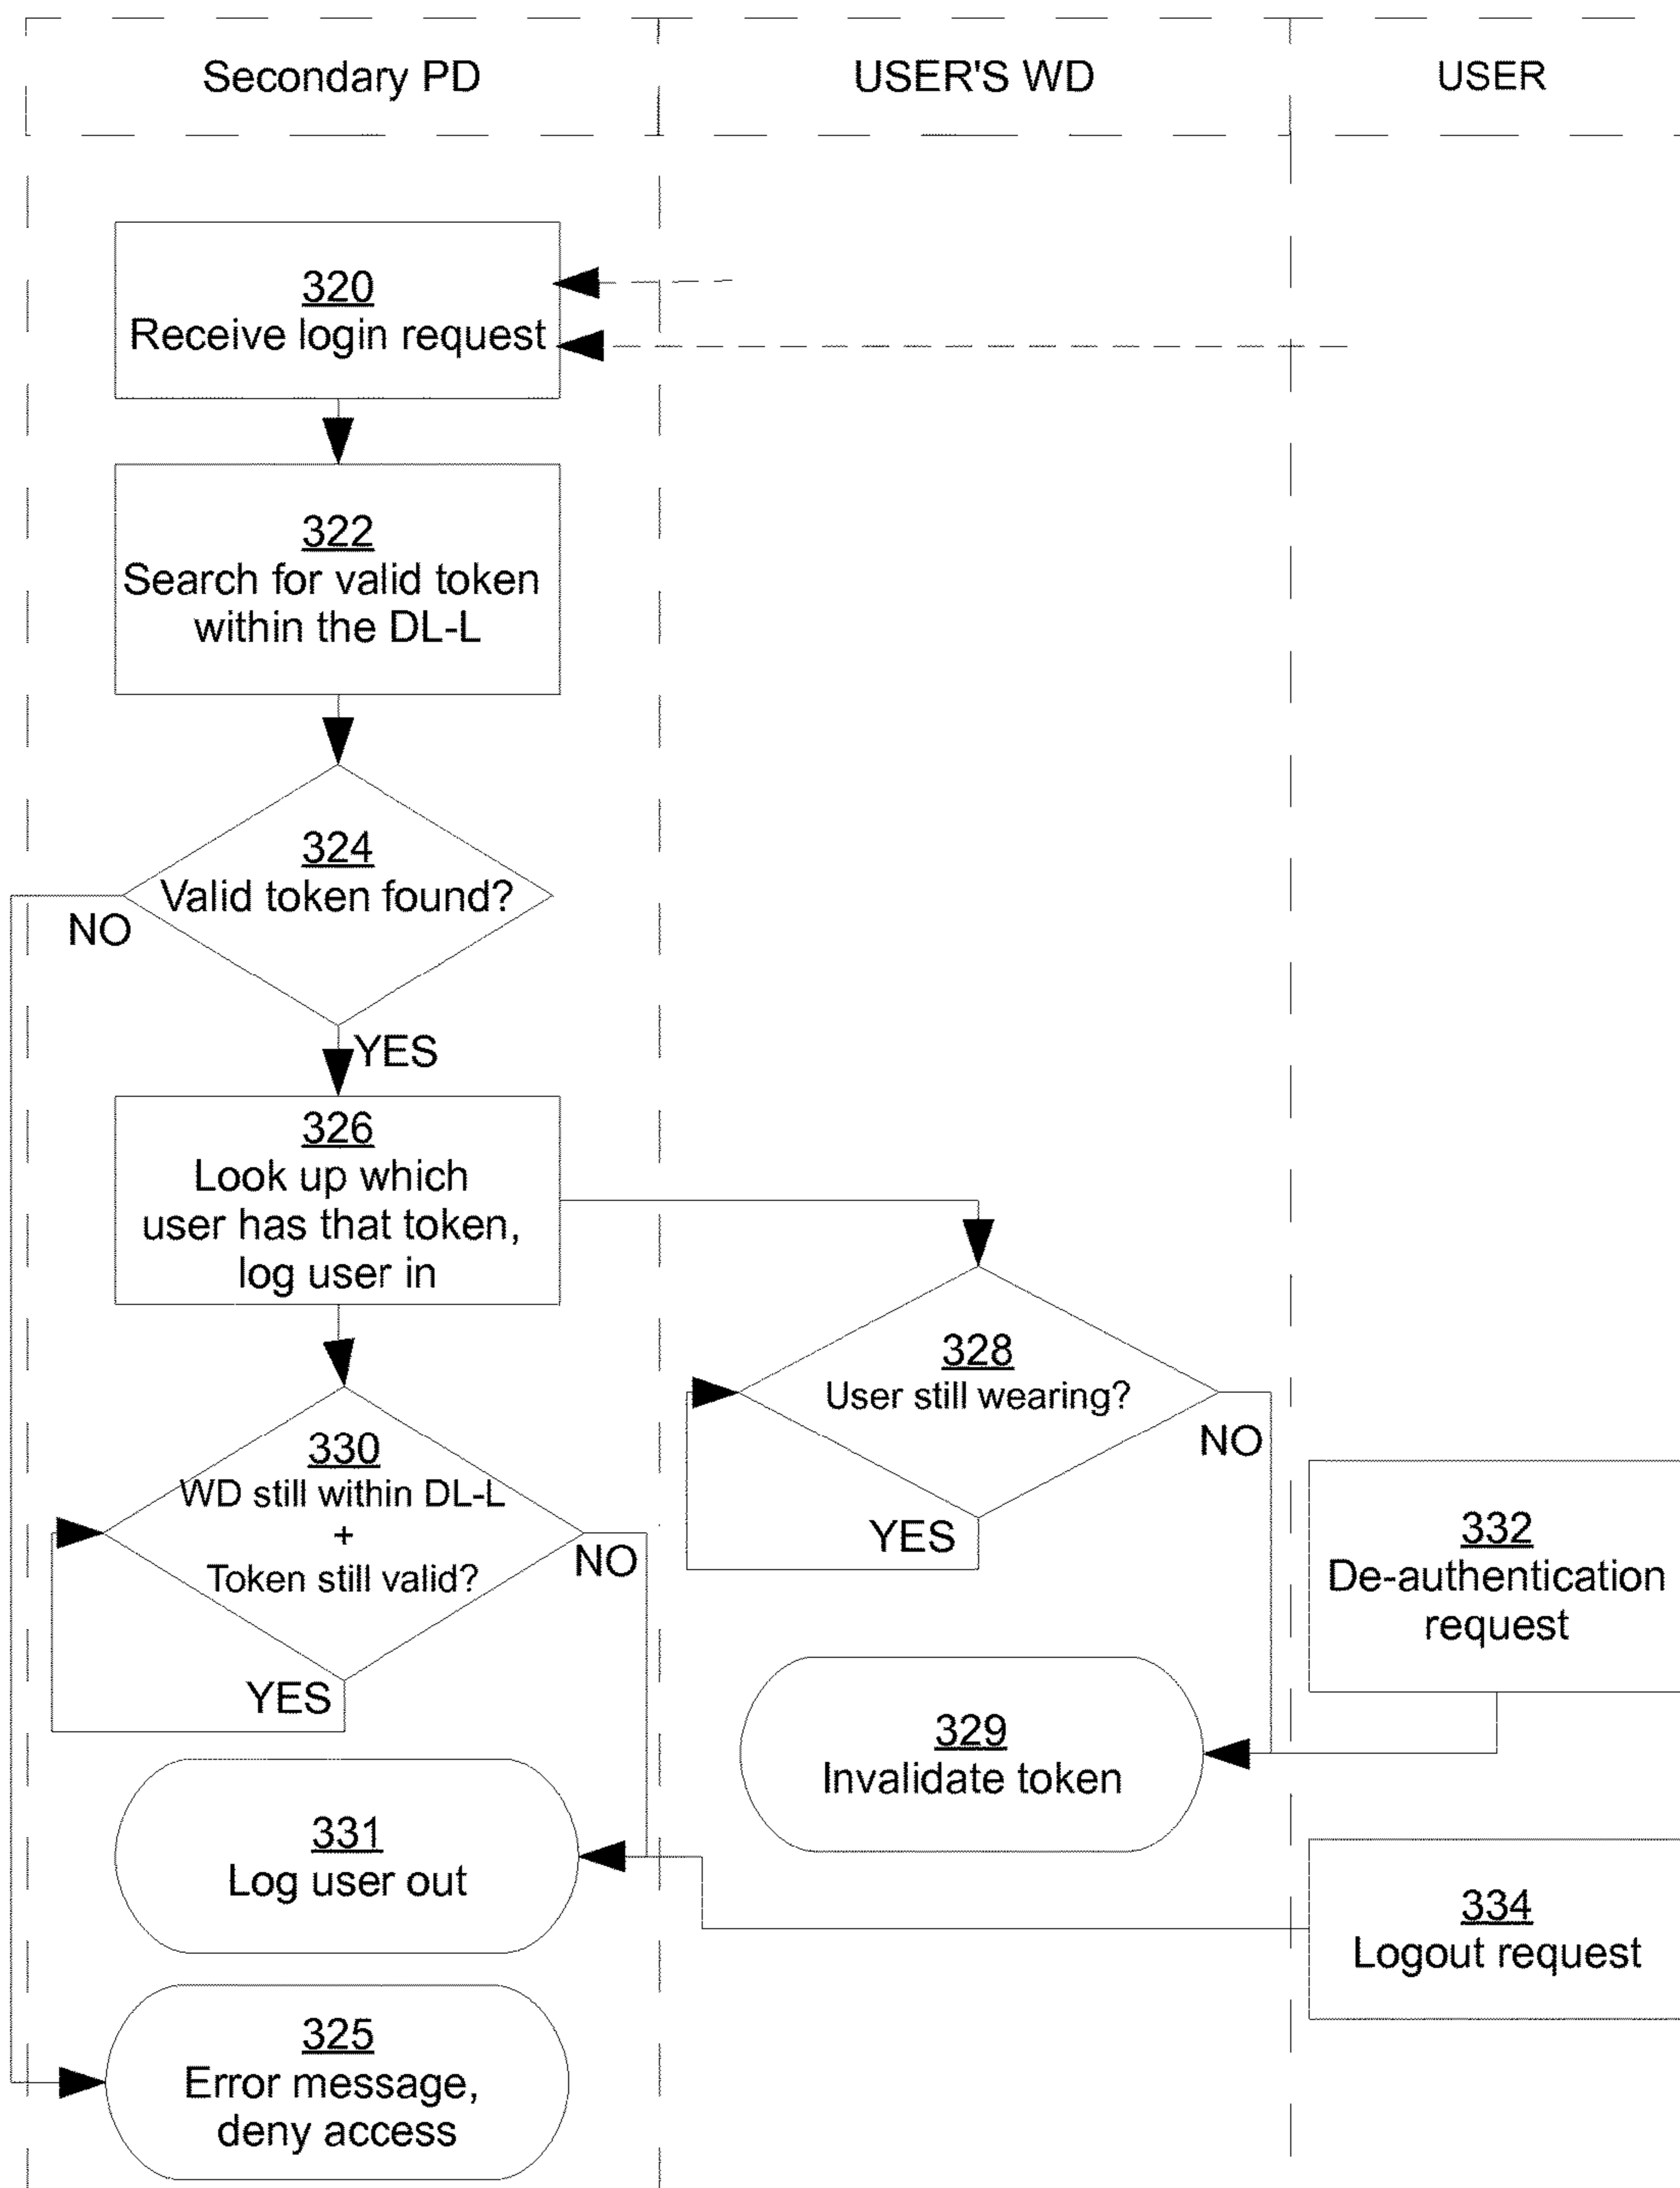 Secondary PD
USER'S WD
USER
320
Receive login request
322
Search for valid token
within the DL-L
324
Valid token found?
NO
YES
326
Look up which
user has that token,
log user in
328
User still wearing?
NO
YES
330
WD still within DL-L
+
Token still valid?
NO
YES
332
De-authentication
request
329
Invalidate token
331
Log user out
334
Logout request
325
Error message,
deny access